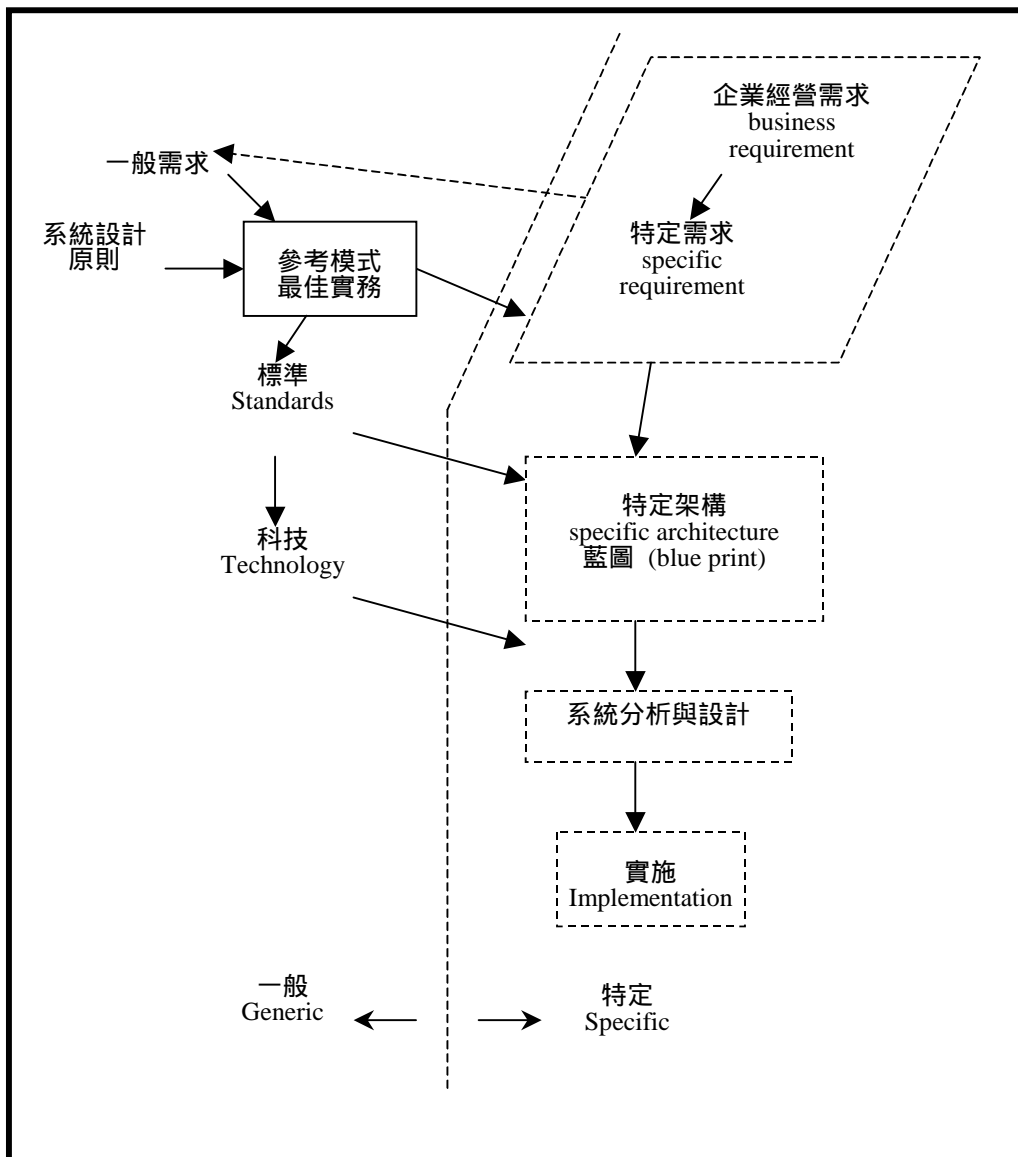 企業經營需求
business
requirement
一般需求
系統設計
原則
參考模式
最佳實務
特定需求
specific
requirement
標準
Standards
特定架構
specific architecture
藍圖 (blue print)
科技
Technology
系統分析與設計
實施
Implementation
一般
Generic
特定
Specific